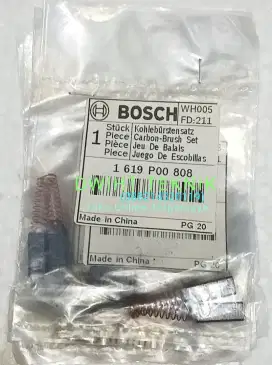 BOSCH
WH005
FD:211
1
Stück
Piece
Pièce
Piece
Kohlebürstensatz
Carbon-Brush Set
Jeu De Balais
Juego De Escobillas
1 619 P00 808
Made in China
PG 20
Made in China